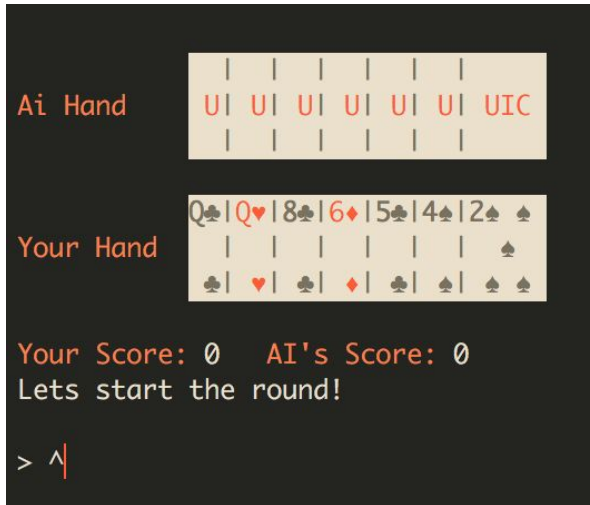 | | | | | |
Ai Hand U| U| U| U| U| U| UIC
| | | | | |
Q♣|Q♥|8♣|6♦|5♣|4♠|2♠ ♠
Your Hand | | | | | | ♠
♣| ♥| ♣| ♦| ♣| ♠| ♠ ♠
Your Score: 0 AI's Score: 0
Lets start the round!
> ^